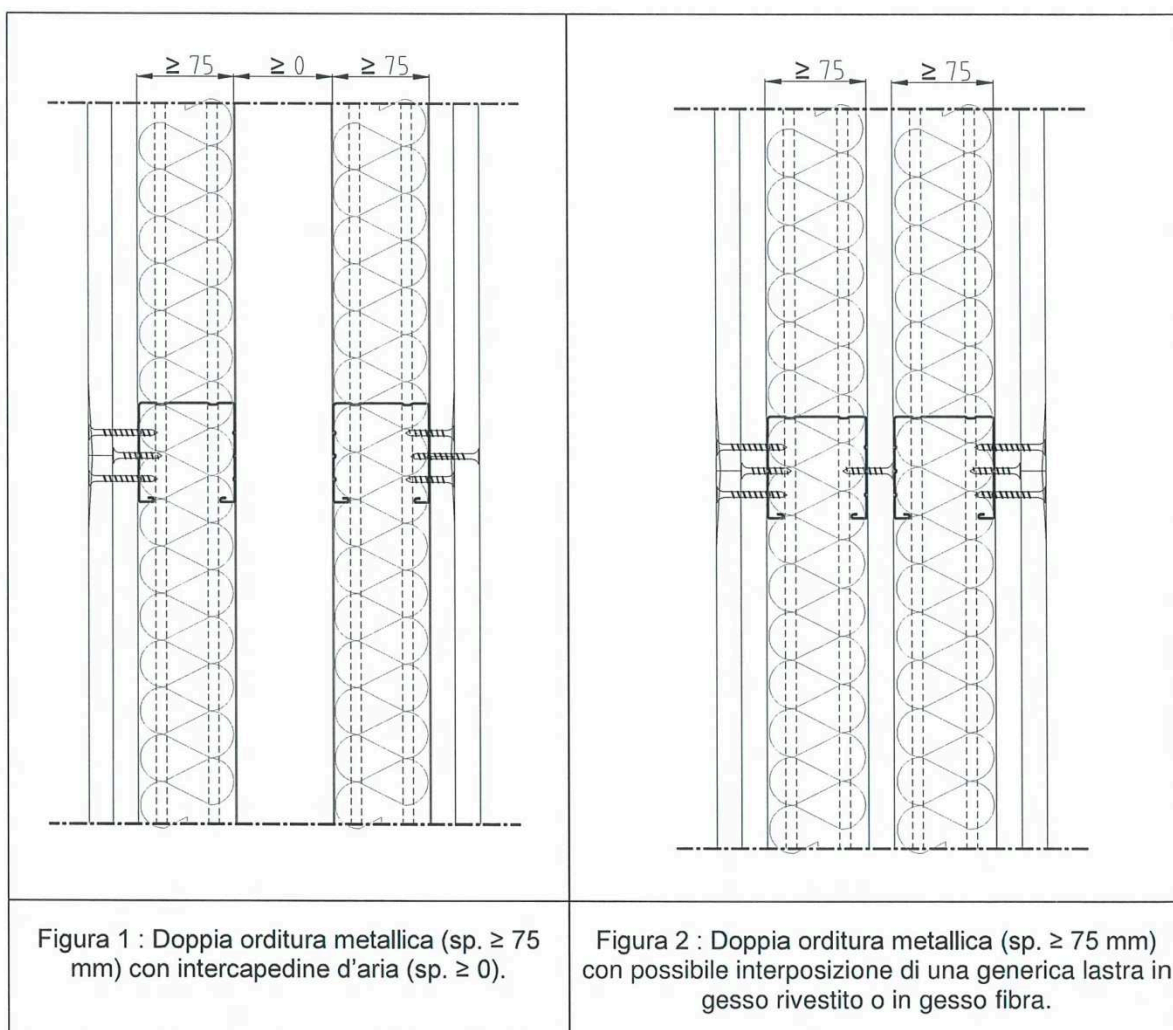 ≥ 75 ≥ 0 ≥ 75
≥ 75 ≥ 75
Figura 1 : Doppia orditura metallica (sp. ≥ 75
mm) con intercapedine d'aria (sp. ≥ 0).
Figura 2 : Doppia orditura metallica (sp. ≥ 75 mm)
con possibile interposizione di una generica lastra in
gesso rivestito o in gesso fibra.